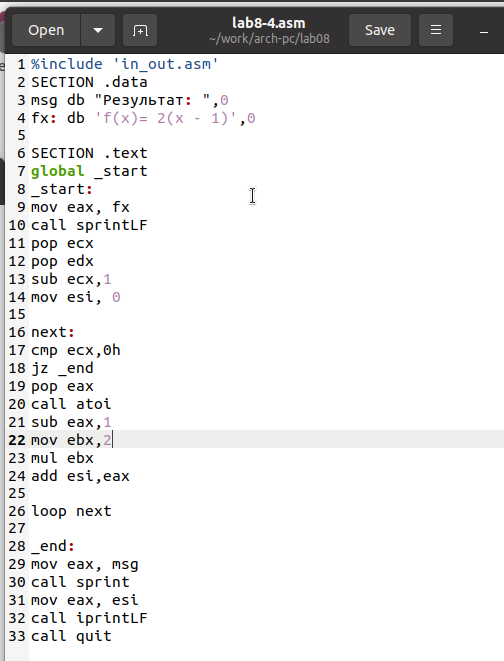 Open
lab8-4.asm
~/work/arch-pc/lab08
Save
1 %include 'in_out.asm'
2 SECTION .data
3 msg db "Результат: ",0
4 fx: db 'f(x)= 2(x - 1)',0
5
6 SECTION .text
7 global _start
8 _start:
9 mov eax, fx
10 call sprintLF
11 pop ecx
12 pop edx
13 sub ecx,1
14 mov esi, 0
15
16 next:
17 cmp ecx,0h
18 jz _end
19 pop eax
20 call atoi
21 sub eax,1
22 mov ebx,2
23 mul ebx
24 add esi,eax
25
26 loop next
27
28 _end:
29 mov eax, msg
30 call sprint
31 mov eax, esi
32 call iprintLF
33 call quit